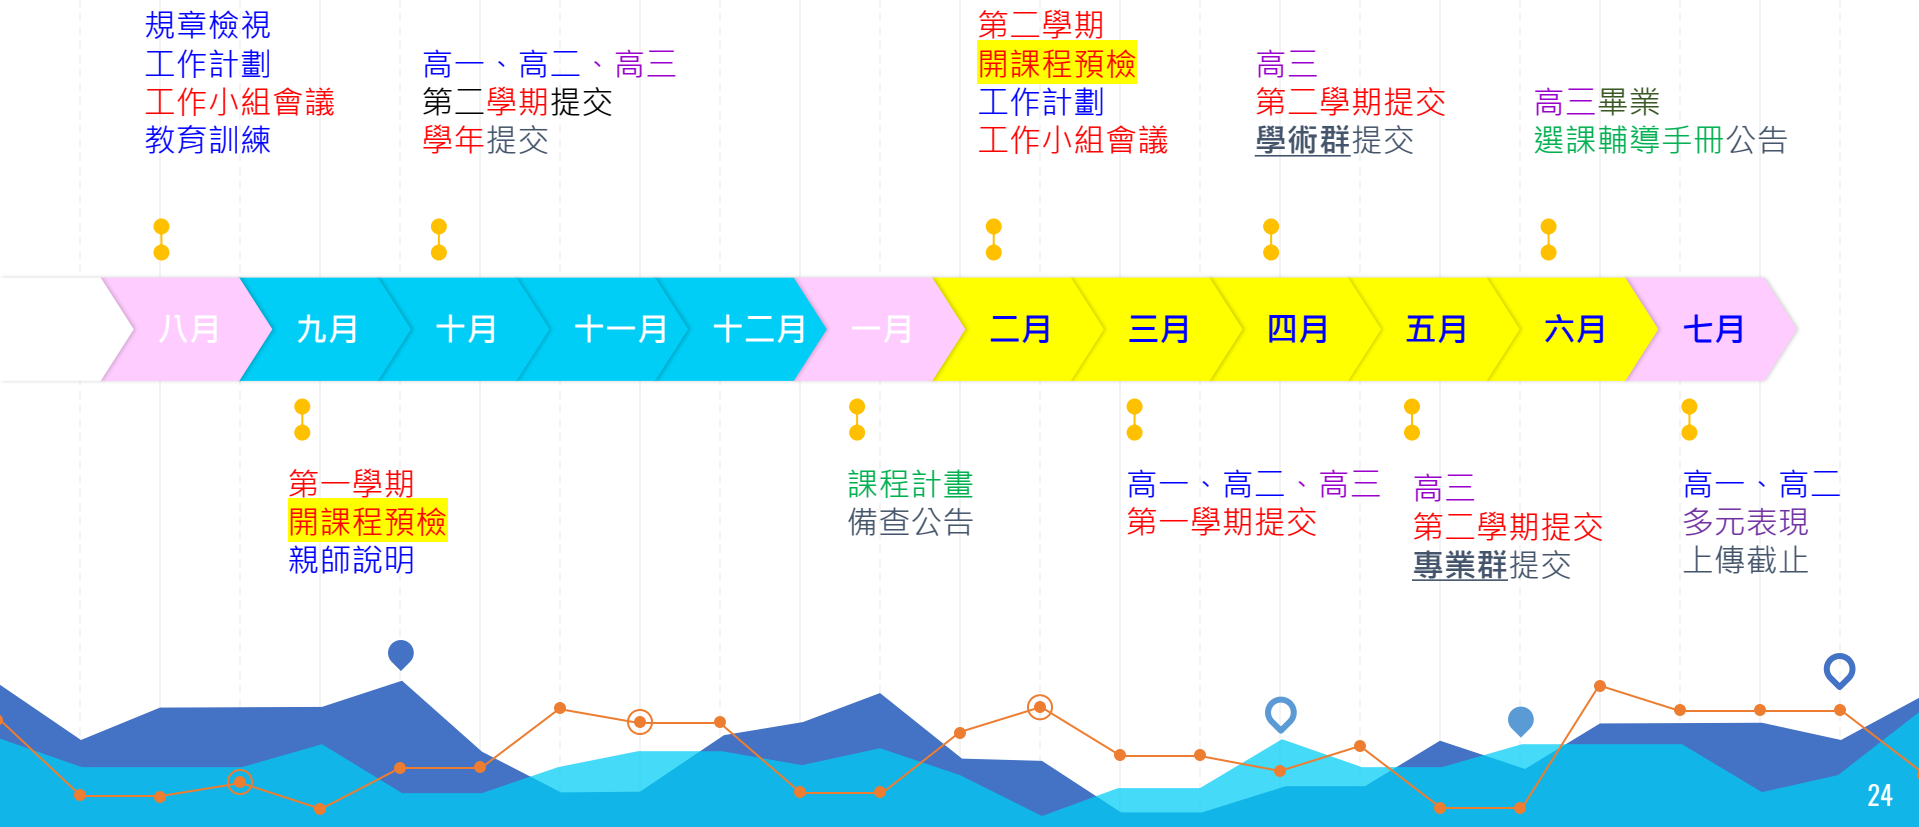 規章檢視
工作計劃
工作小組會議
教育訓練
高一、高二、高三
第二學期提交
學年提交
第二學期
開課程預檢
工作計劃
工作小組會議
高三
第二學期提交
學術群提交
高三畢業
選課輔導手冊公告
八月
九月
十月
十一月
十二月
一月
二月
三月
四月
五月
六月
七月
第一學期
開課程預檢
親師說明
課程計畫
備查公告
高一、高二、高三
第一學期提交
高三
第二學期提交
專業群提交
高一、高二
多元表現
上傳截止
24